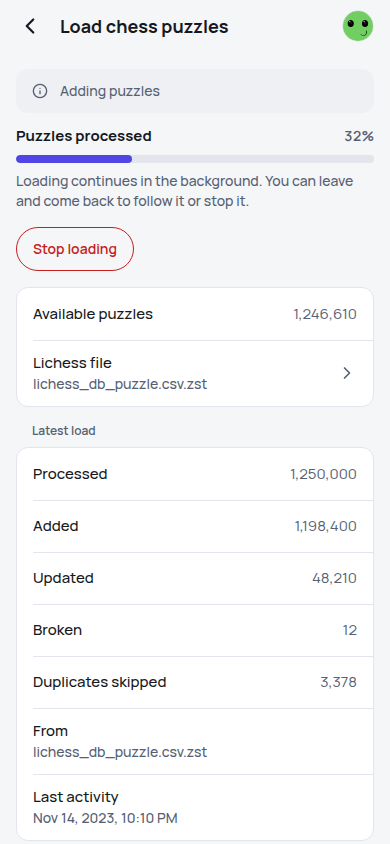 Load chess puzzles
Adding puzzles
Puzzles processed 32%
Loading continues in the background. You can leave
and come back to follow it or stop it.
Stop loading
Available puzzles 1,246,610
Lichess file
lichess_db_puzzle.csv.zst
Latest load
Processed 1,250,000
Added 1,198,400
Updated 48,210
Broken 12
Duplicates skipped 3,378
From
lichess_db_puzzle.csv.zst
Last activity
Nov 14, 2023, 10:10 PM